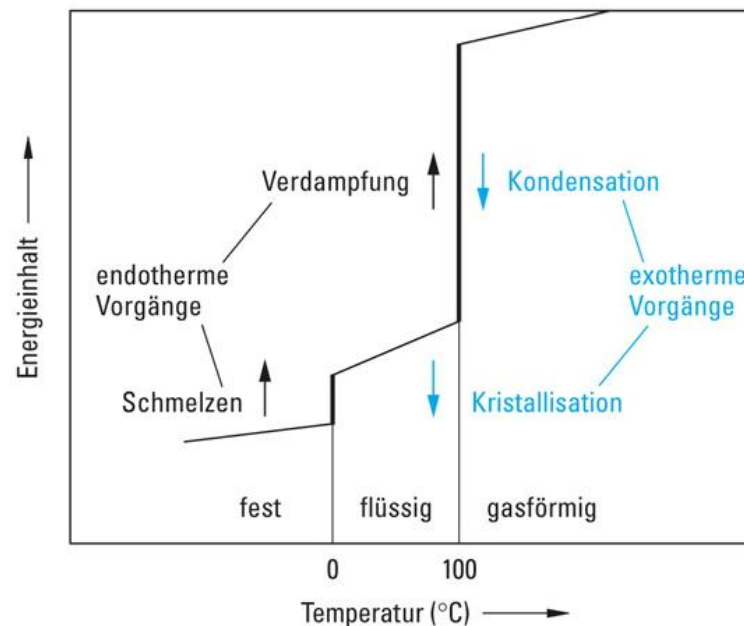 Energieinhalt
Verdampfung
Kondensation
endotherme
Vorgänge
exotherme
Vorgänge
Schmelzen
Kristallisation
fest
flüssig
gasförmig
0
100
Temperatur (°C)